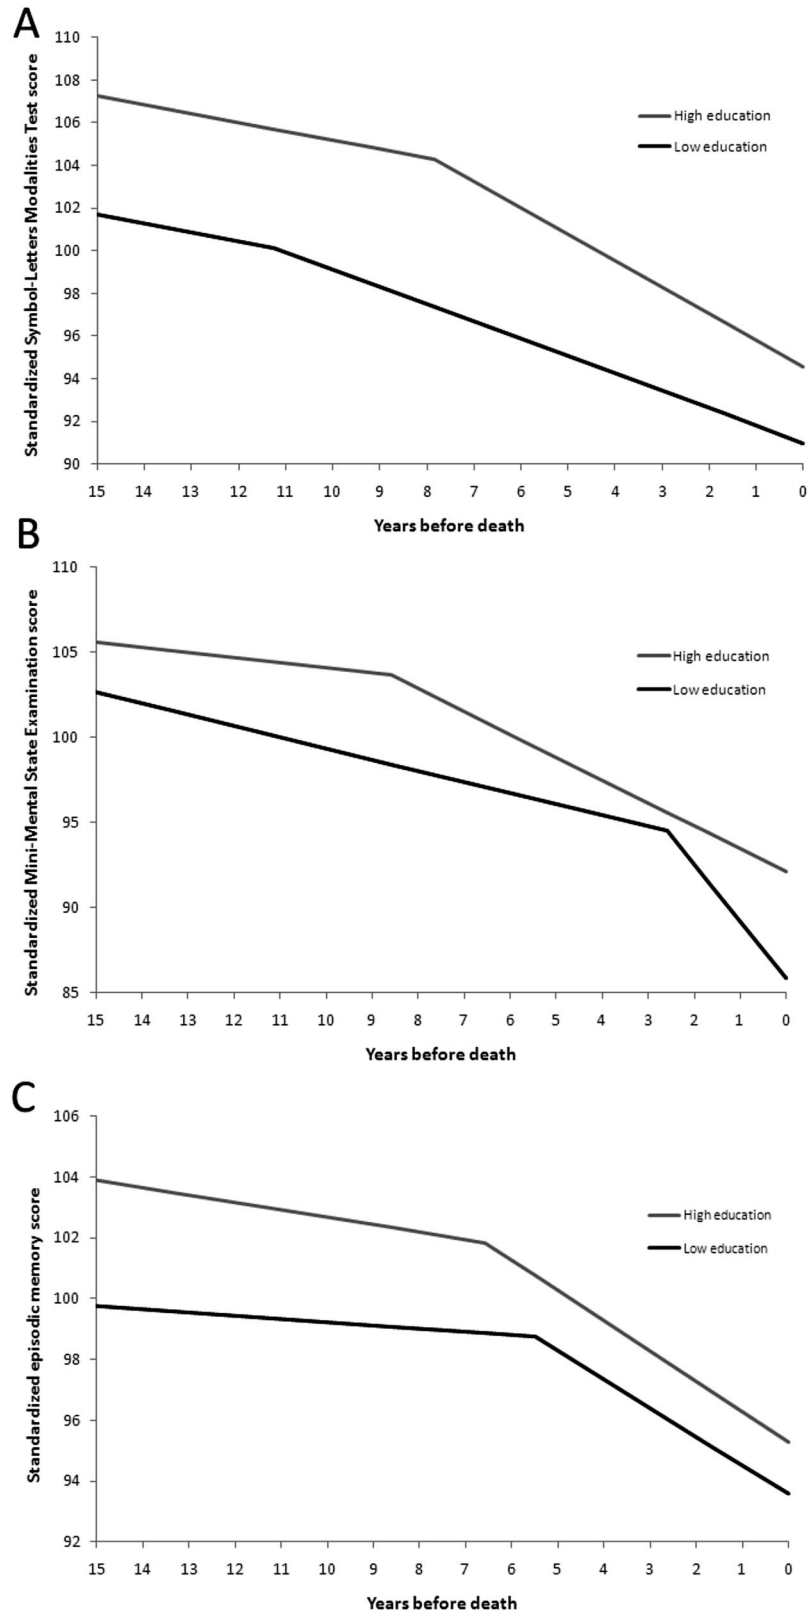 A
Standardized Symbol-Letters Modalities Test score
110
108
106
104
102
100
98
96
94
92
90
High education
Low education
15 14 13 12 11 10 9 8 7 6 5 4 3 2 1 0
Years before death
B
Standardized Mini-Mental State Examination score
110
105
100
95
90
85
High education
Low education
15 14 13 12 11 10 9 8 7 6 5 4 3 2 1 0
Years before death
C
Standardized episodic memory score
106
104
102
100
98
96
94
92
High education
Low education
15 14 13 12 11 10 9 8 7 6 5 4 3 2 1 0
Years before death